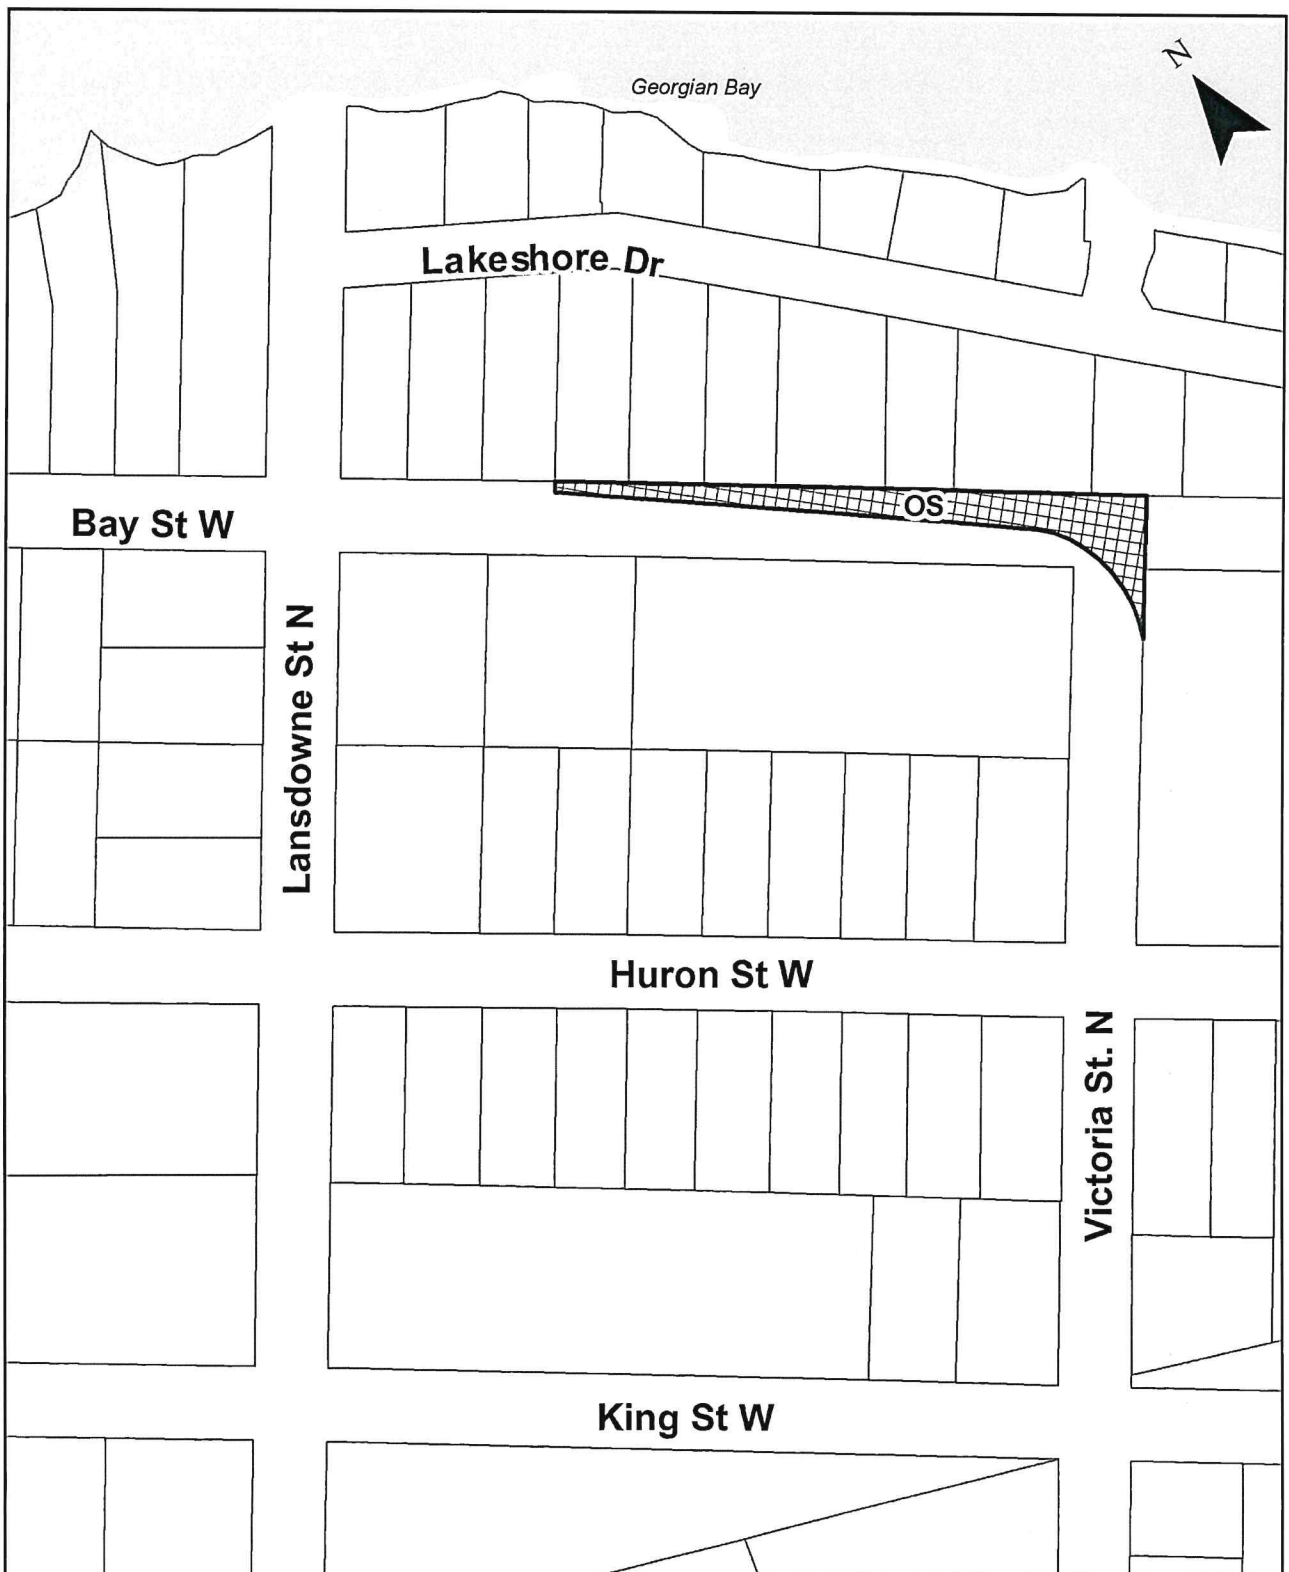 N
Georgian Bay
Lakeshore Dr
OS
Bay St W
Lansdowne St N
Huron St W
Victoria St. N
King St W